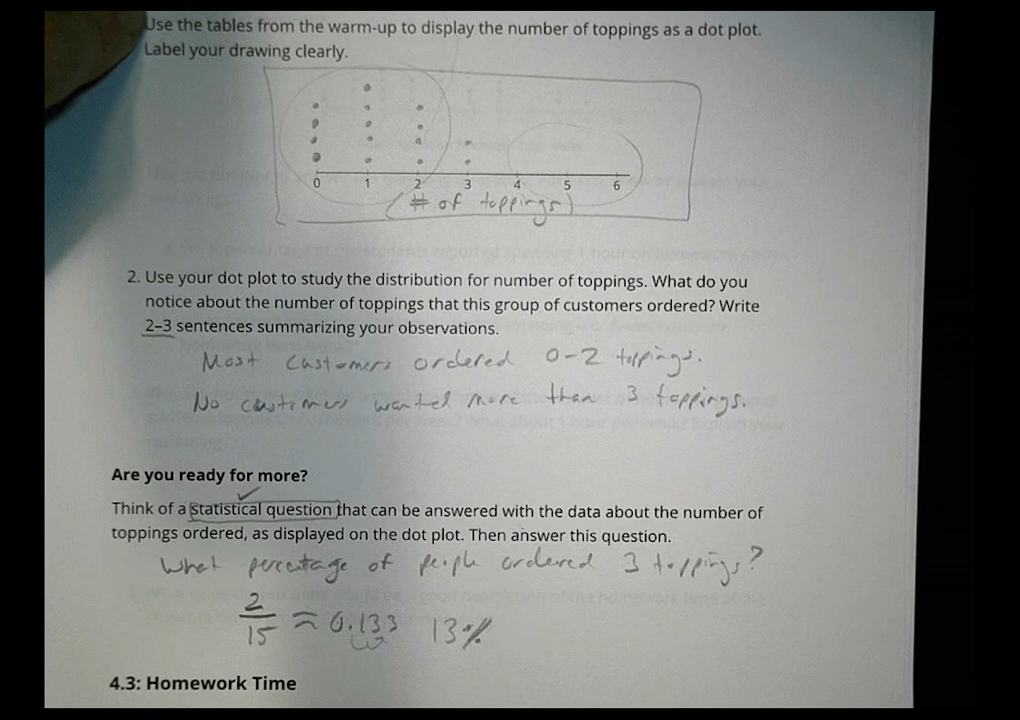 Use the tables from the warm-up to display the number of toppings as a dot plot.
Label your drawing clearly.
0 1 2 3 4 5 6
(# of toppings)
2. Use your dot plot to study the distribution for number of toppings. What do you
notice about the number of toppings that this group of customers ordered? Write
2–3 sentences summarizing your observations.
Most customers ordered 0-2 toppings.
No customers wanted more than 3 toppings.
Are you ready for more?
Think of a statistical question that can be answered with the data about the number of
toppings ordered, as displayed on the dot plot. Then answer this question.
What percentage of people ordered 3 toppings?
2/15 ≈ 0.133 13%
4.3: Homework Time